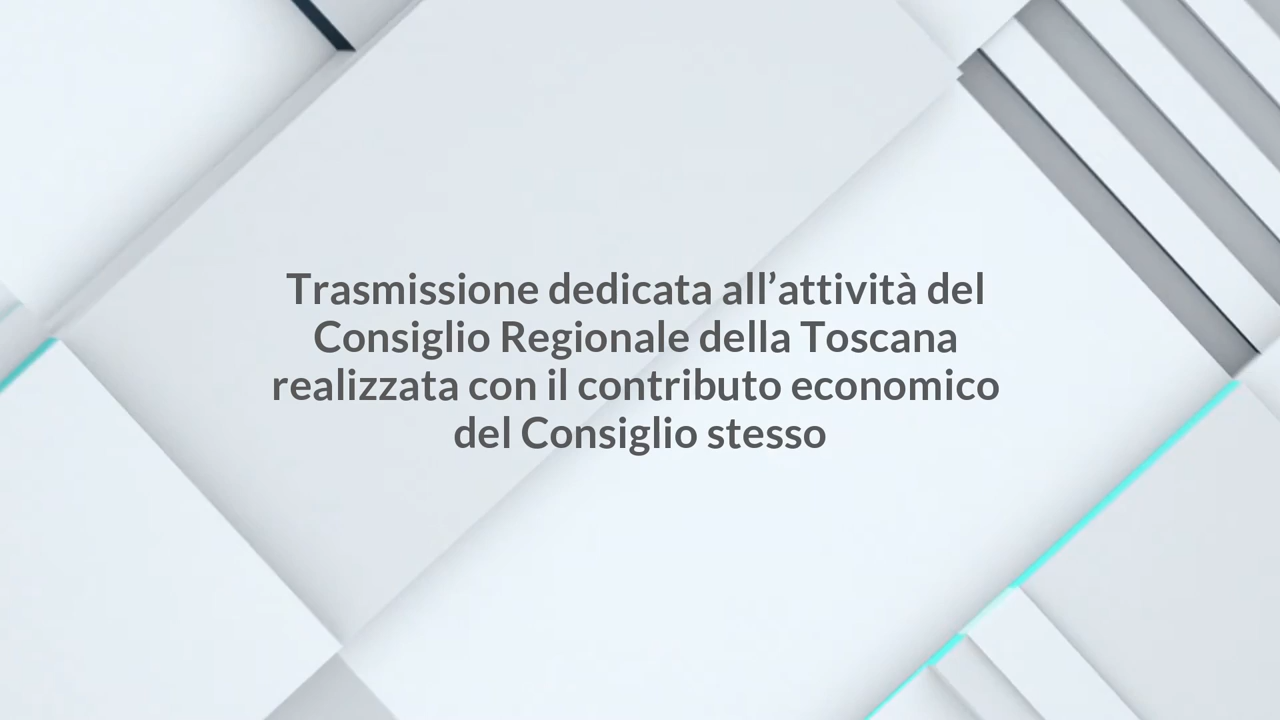 Trasmissione dedicata all’attività del
Consiglio Regionale della Toscana
realizzata con il contributo economico
del Consiglio stesso